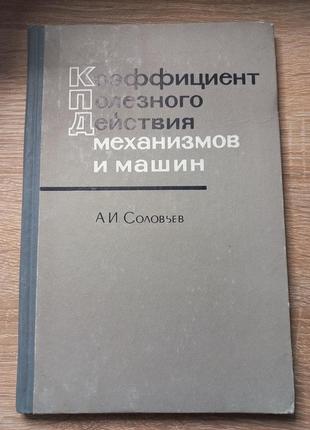 Коэффициент
Полезного
Действия
механизмов
и машин
А.И. Соловьев